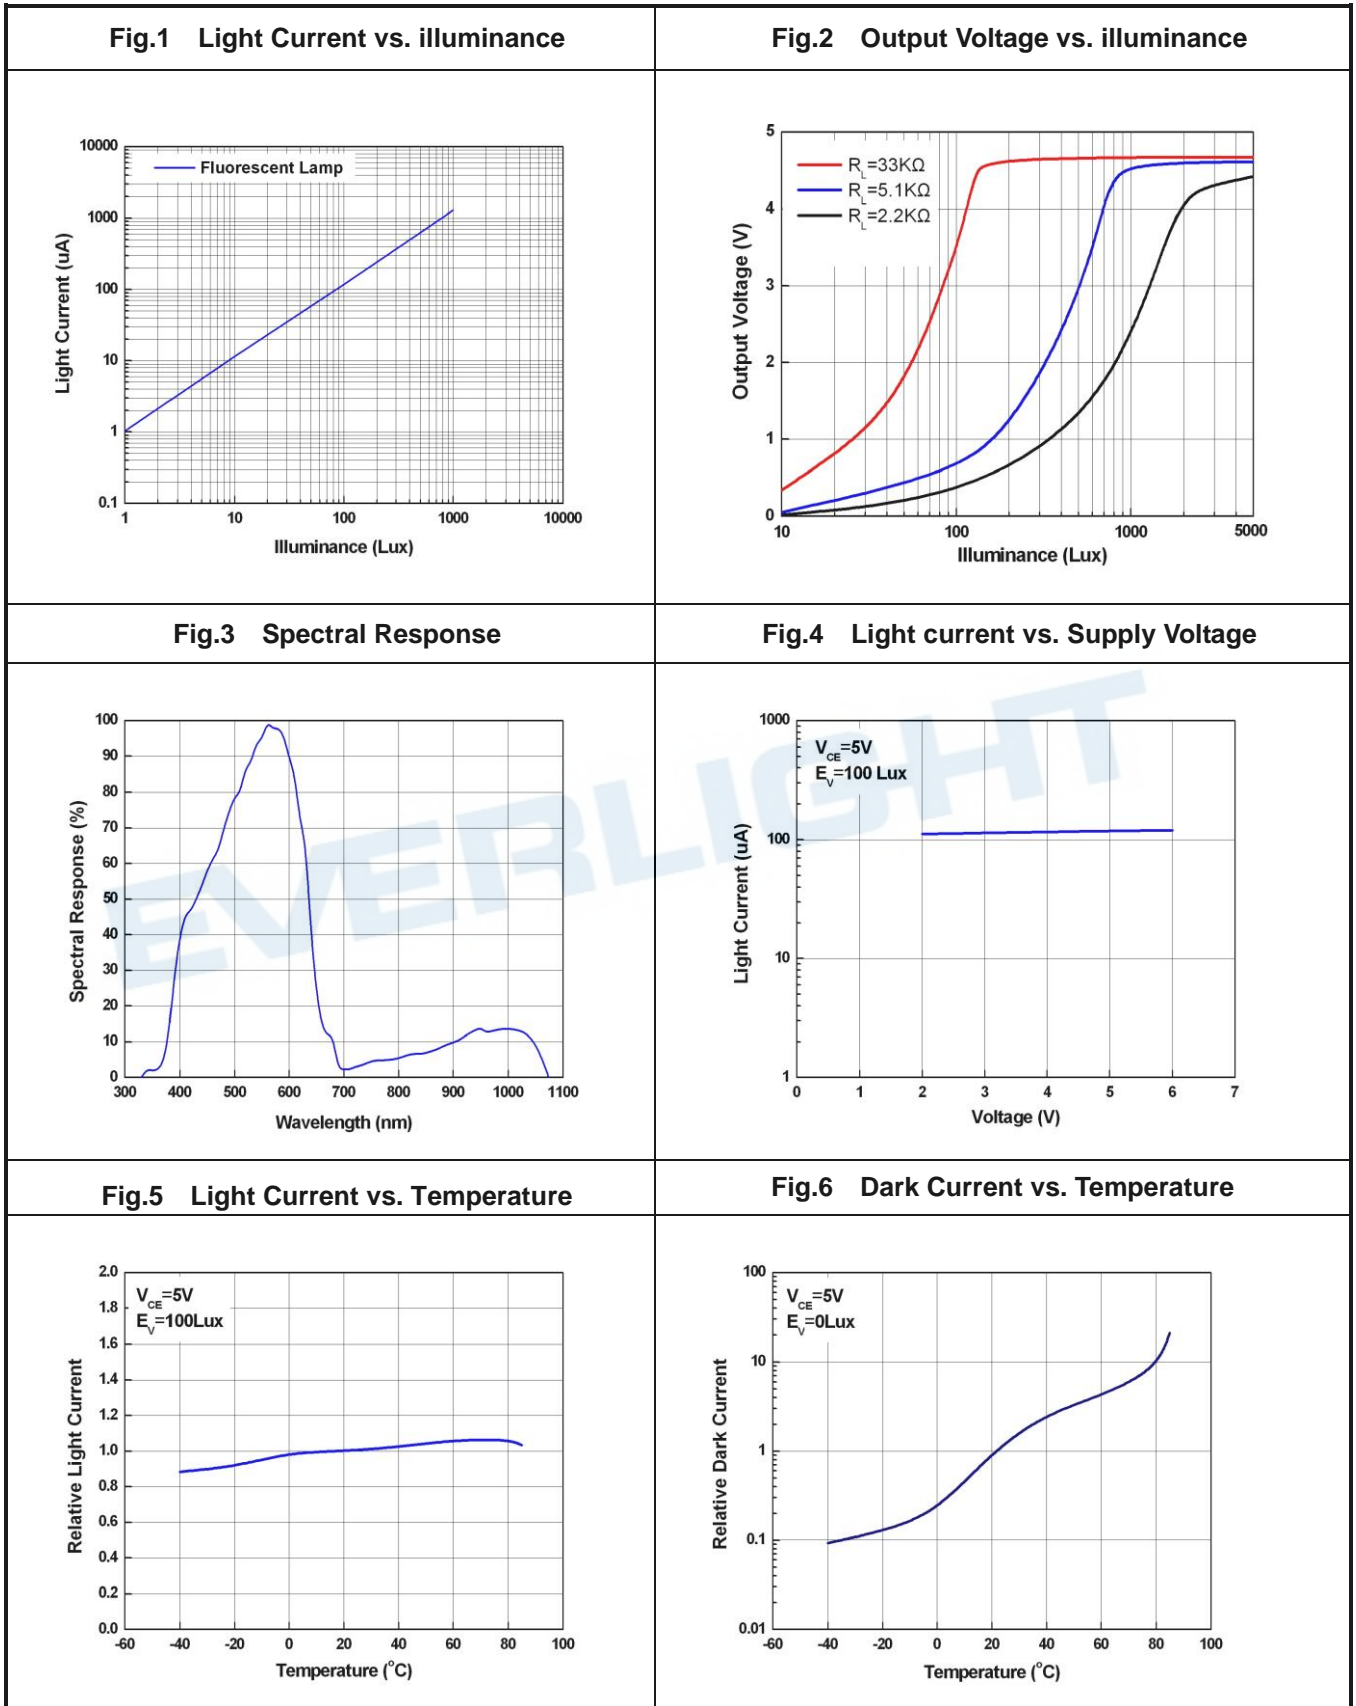 Fig.1 Light Current vs. illuminance
Fig.2 Output Voltage vs. illuminance
10000
1000
100
10
1
0.1
Fluorescent Lamp
Light Current (uA)
1 10 100 1000 10000
Illuminance (Lux)
5
4
3
2
1
0
RL=33KΩ
RL=5.1KΩ
RL=2.2KΩ
Output Voltage (V)
10 100 1000 5000
Illuminance (Lux)
Fig.3 Spectral Response
Fig.4 Light current vs. Supply Voltage
EVERLIGHT
100
90
80
70
60
50
40
30
20
10
0
Spectral Response (%)
300 400 500 600 700 800 900 1000 1100
Wavelength (nm)
1000
100
10
1
VCE=5V
EV=100 Lux
Light Current (uA)
0 1 2 3 4 5 6 7
Voltage (V)
Fig.5 Light Current vs. Temperature
Fig.6 Dark Current vs. Temperature
2.0
1.8
1.6
1.4
1.2
1.0
0.8
0.6
0.4
0.2
0.0
VCE=5V
EV=100Lux
Relative Light Current
-60 -40 -20 0 20 40 60 80 100
Temperature (°C)
100
10
1
0.1
0.01
VCE=5V
EV=0Lux
Relative Dark Current
-60 -40 -20 0 20 40 60 80 100
Temperature (°C)